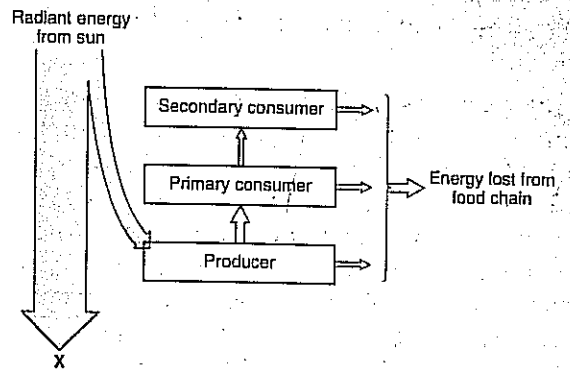 Radiant energy
from sun
Secondary consumer
Primary consumer
Energy lost from
food chain
Producer
X